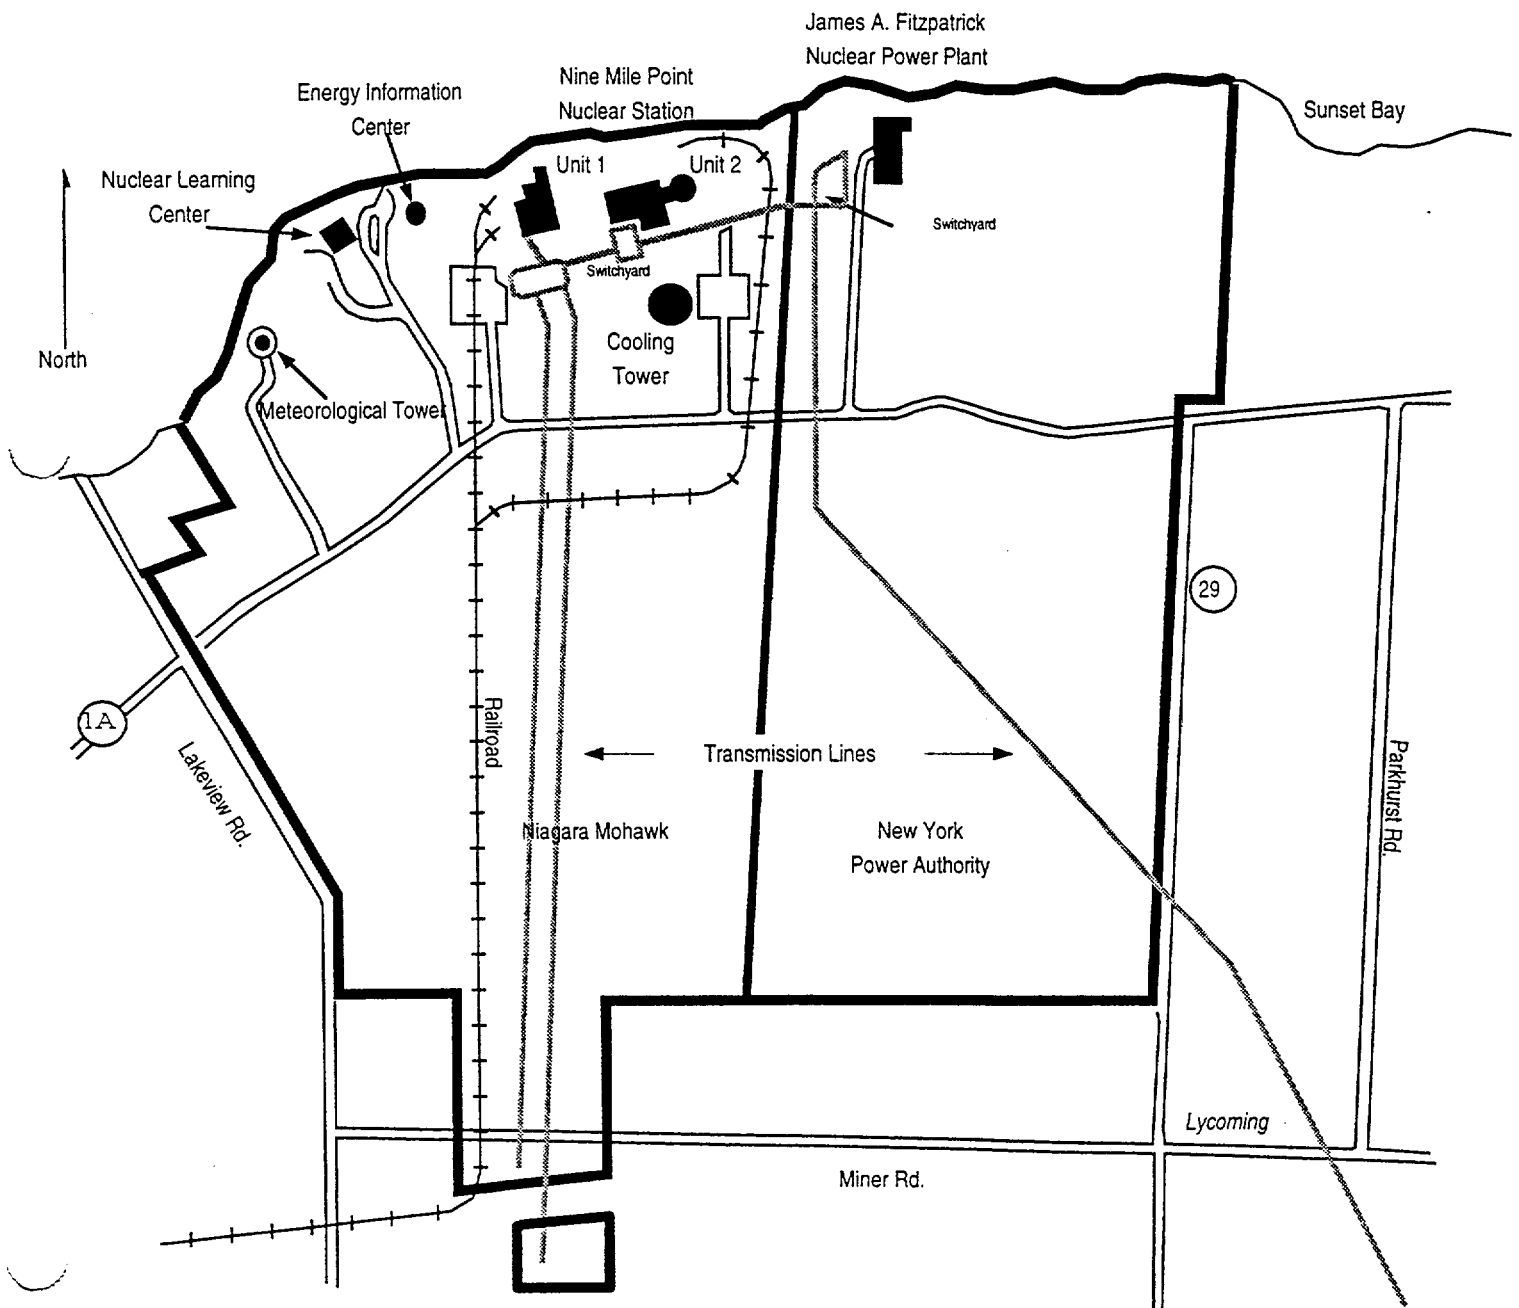 James A. Fitzpatrick
Nuclear Power Plant
Nine Mile Point
Nuclear Station
Energy Information
Center
Sunset Bay
Unit 1
Unit 2
Nuclear Learning
Center
Switchyard
Switchyard
North
Cooling
Tower
Meteorological Tower
29
1A
Railroad
Lakeview Rd.
Transmission Lines
Parkhurst Rd.
Niagara Mohawk
New York
Power Authority
Lycoming
Miner Rd.